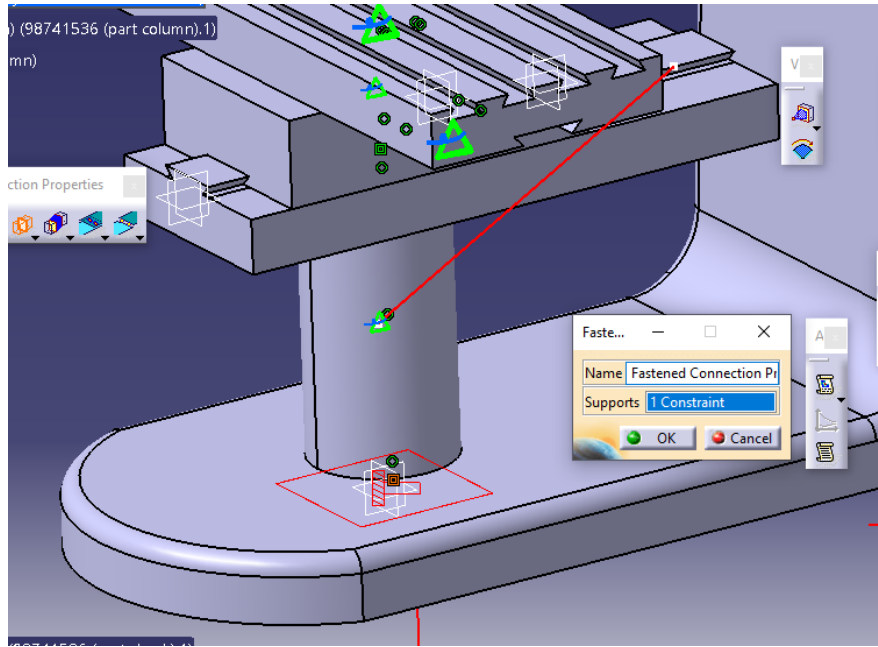 ) (98741536 (part column).1)
mn)
V
ction Properties
Faste...
A
Name Fastened Connection Pr
Supports 1 Constraint
OK Cancel